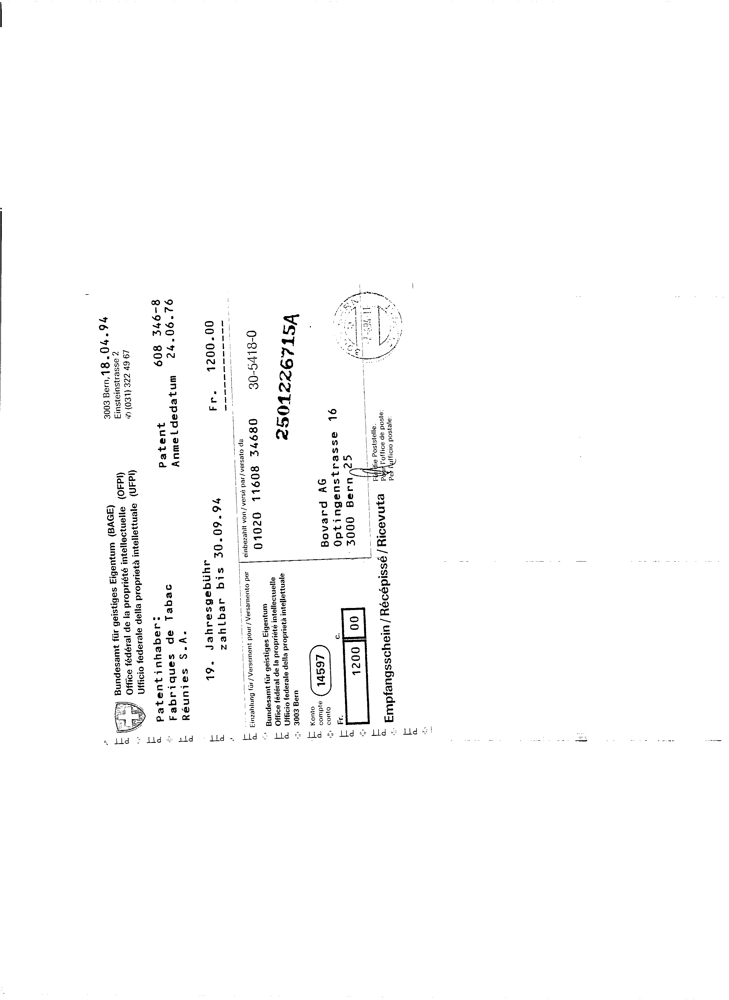 Bundesamt für geistiges Eigentum (BAGE)
Office fédéral de la propriété intellectuelle (OFPI)
Ufficio federale della proprietà intellettuale (UFPI)
3003 Bern, 18.04.94
Einsteinstrasse 2
✆ (031) 322 49 67
Patentinhaber:
Fabriques de Tabac
Réunies S.A.
Patent 608 346-8
Anmeldedatum 24.06.76
19. Jahresgebühr
zahlbar bis 30.09.94
Fr. 1200.00
Einzahlung für/Versement pour/Versamento per
Bundesamt für geistiges Eigentum
Office fédéral de la propriété intellectuelle
Ufficio federale della proprietà intellettuale
3003 Bern
Konto
compte
conto
14597
Fr. c.
1200 00
einbezahlt von/versé par/versato da
01020 11608 34680 30-5418-0
2501226715A
Bovard AG
Optingenstrasse 16
3000 Bern 25
Empfangsschein/Récépissé/Ricevuta
Für die Poststelle:
Pour l'office de poste:
Per l'ufficio postale:
PTT PTT PTT PTT PTT PTT PTT PTT PTT